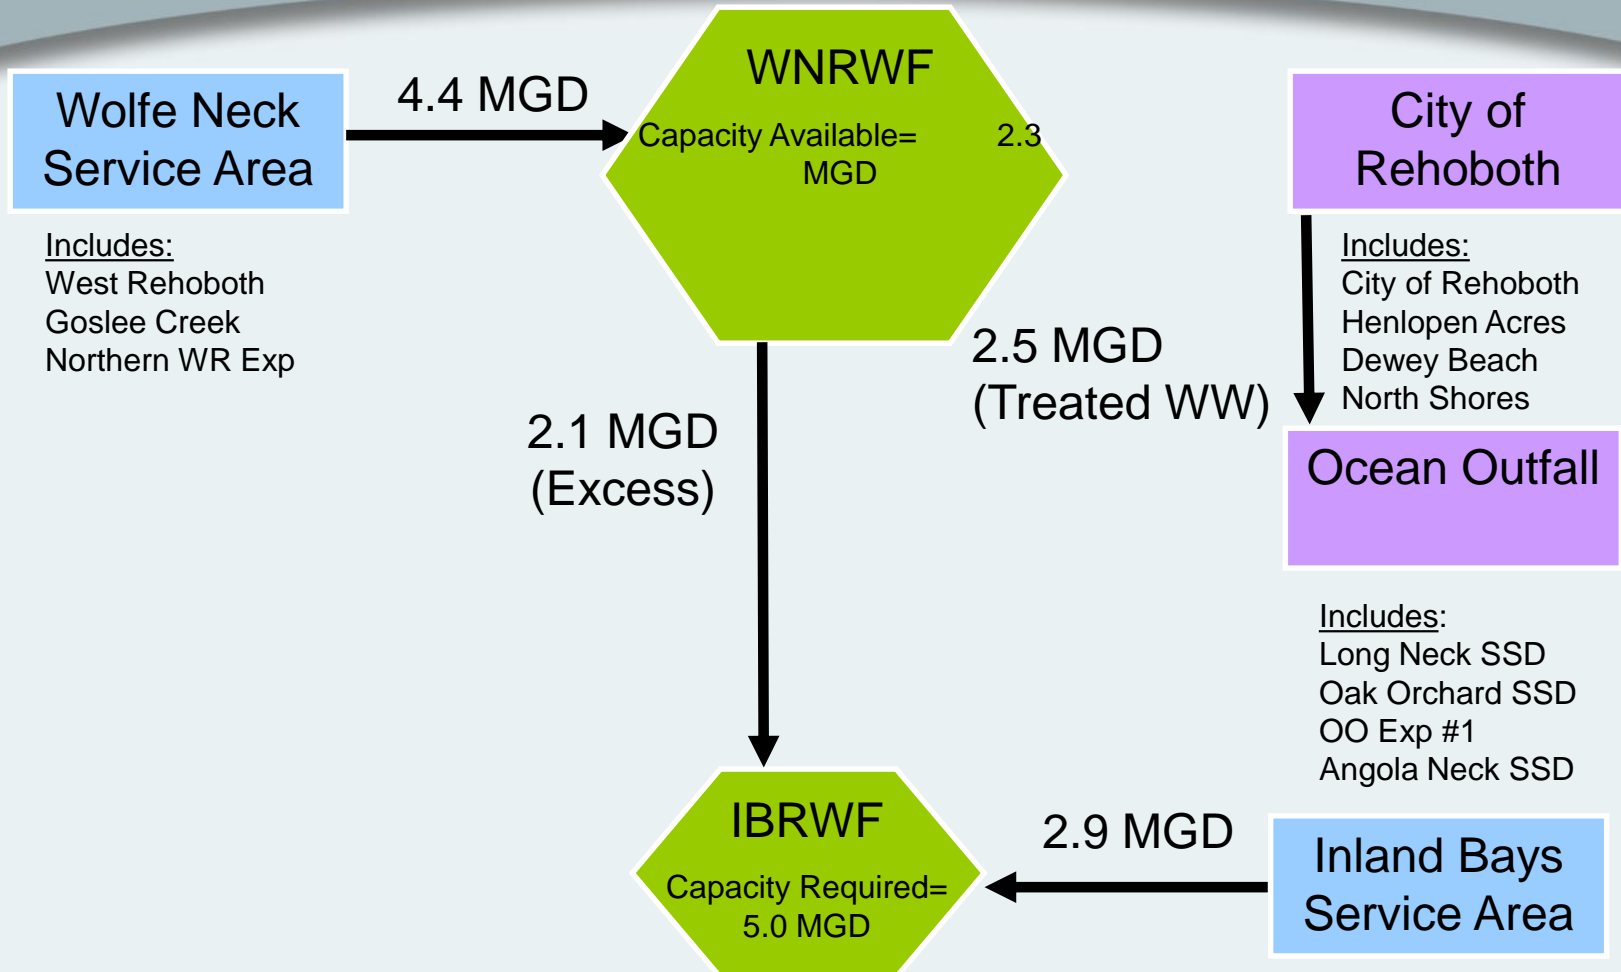 Wolfe Neck
Service Area
4.4 MGD
WNRWF
Capacity Available= 2.3
MGD
City of
Rehoboth
Includes:
West Rehoboth
Goslee Creek
Northern WR Exp
Includes:
City of Rehoboth
Henlopen Acres
Dewey Beach
North Shores
2.5 MGD
(Treated WW)
2.1 MGD
(Excess)
Ocean Outfall
Includes:
Long Neck SSD
Oak Orchard SSD
OO Exp #1
Angola Neck SSD
IBRWF
Capacity Required=
5.0 MGD
2.9 MGD
Inland Bays
Service Area